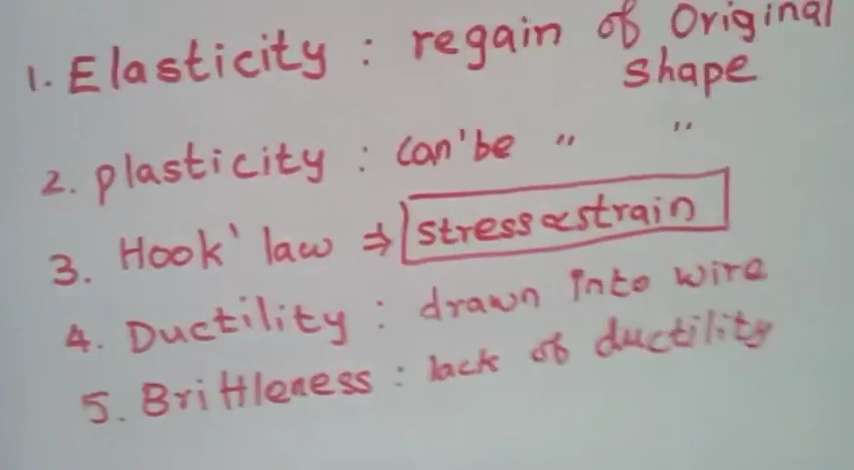 1. Elasticity : regain of Original
shape
2. plasticity : can'be " "
3. Hook' law ⇒ stress∝strain
4. Ductility : drawn into wire
5. Brittleness : lack of ductility